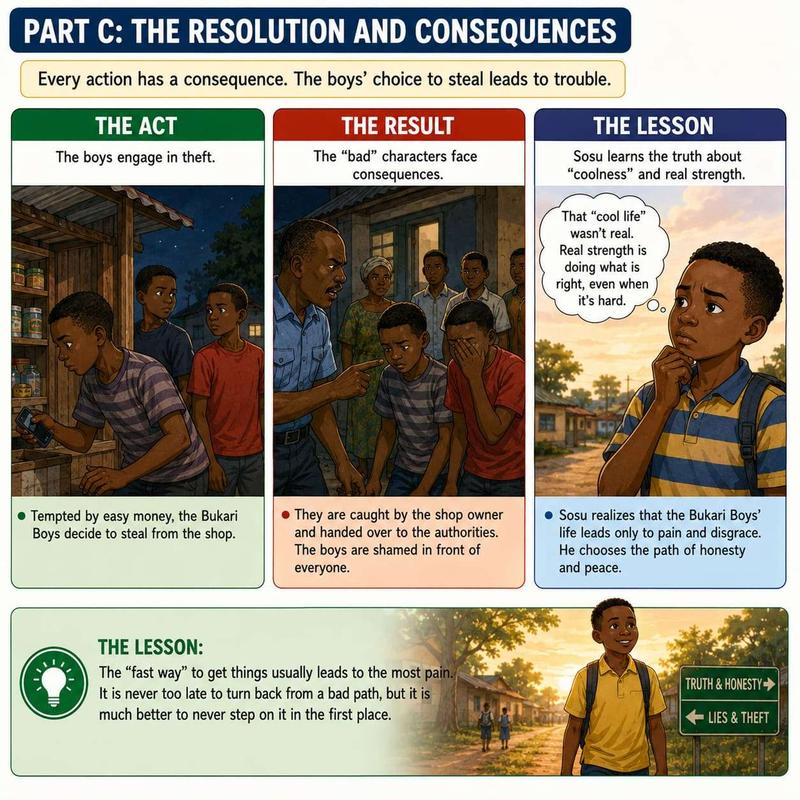 PART C: THE RESOLUTION AND CONSEQUENCES
Every action has a consequence. The boys' choice to steal leads to trouble.
THE ACT
The boys engage in theft.
• Tempted by easy money, the Bukari
Boys decide to steal from the shop.
THE RESULT
The “bad” characters face
consequences.
• They are caught by the shop owner
and handed over to the authorities.
The boys are shamed in front of
everyone.
THE LESSON
Sosu learns the truth about
“coolness” and real strength.
That “cool life”
wasn't real.
Real strength is
doing what is
right, even when
it's hard.
• Sosu realizes that the Bukari Boys'
life leads only to pain and disgrace.
He chooses the path of honesty
and peace.
THE LESSON:
The “fast way” to get things usually leads to the most pain.
It is never too late to turn back from a bad path, but it is
much better to never step on it in the first place.
TRUTH & HONESTY →
← LIES & THEFT